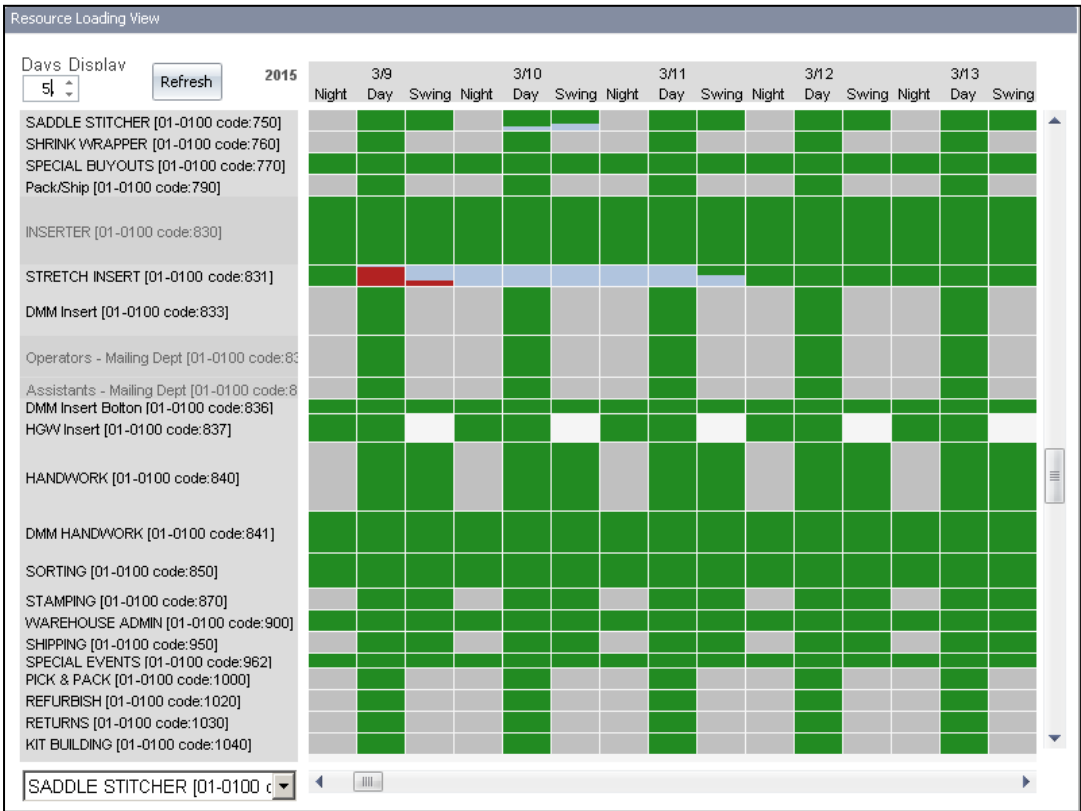 Resource Loading View
Days Display
5
Refresh
2015
3/9 3/10 3/11 3/12 3/13
Night Day Swing Night Day Swing Night Day Swing Night Day Swing Night Day Swing
SADDLE STITCHER [01-0100 code:750]
SHRINK WRAPPER [01-0100 code:760]
SPECIAL BUYOUTS [01-0100 code:770]
Pack/Ship [01-0100 code:790]
INSERTER [01-0100 code:830]
STRETCH INSERT [01-0100 code:831]
DMM Insert [01-0100 code:833]
Operators - Mailing Dept [01-0100 code:83
Assistants - Mailing Dept [01-0100 code:8
DMM Insert Bolton [01-0100 code:836]
HGW Insert [01-0100 code:837]
HANDWORK [01-0100 code:840]
DMM HANDWORK [01-0100 code:841]
SORTING [01-0100 code:850]
STAMPING [01-0100 code:870]
WAREHOUSE ADMIN [01-0100 code:900]
SHIPPING [01-0100 code:950]
SPECIAL EVENTS [01-0100 code:962]
PICK & PACK [01-0100 code:1000]
REFURBISH [01-0100 code:1020]
RETURNS [01-0100 code:1030]
KIT BUILDING [01-0100 code:1040]
SADDLE STITCHER [01-0100 c